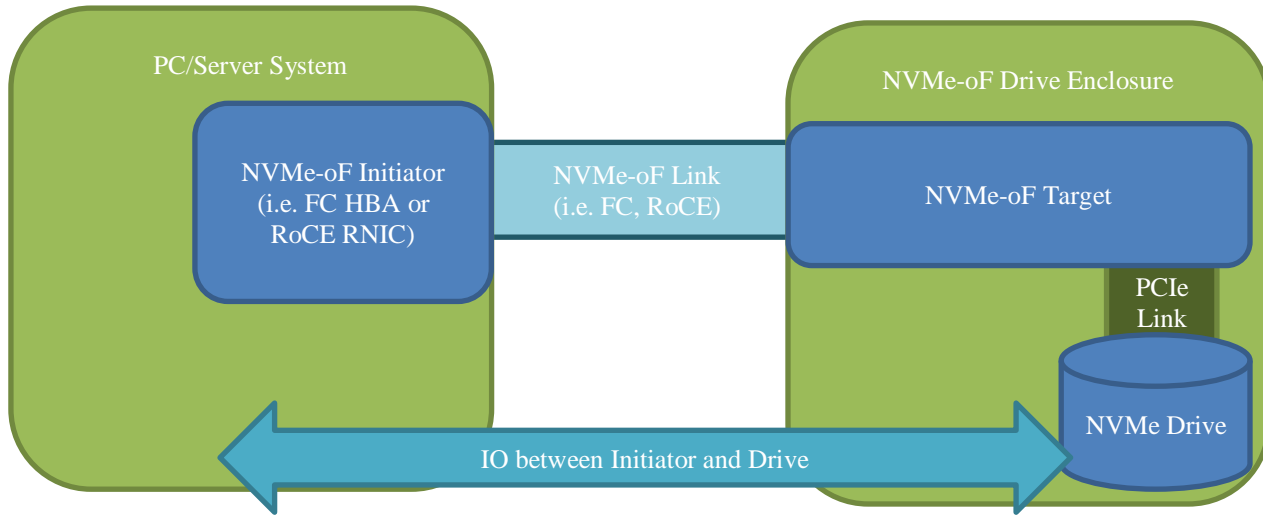 PC/Server System
NVMe-oF Drive Enclosure
NVMe-oF Initiator
(i.e. FC HBA or
RoCE RNIC)
NVMe-oF Link
(i.e. FC, RoCE)
NVMe-oF Target
PCIe
Link
NVMe Drive
IO between Initiator and Drive